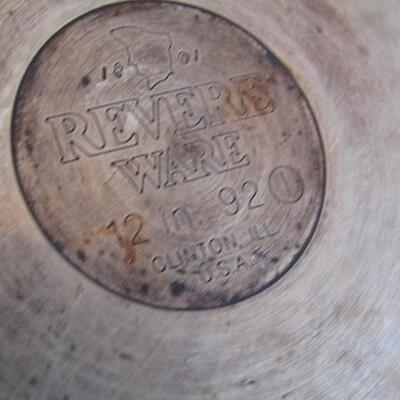 1801
REVERE
WARE
12 in. 92
CLINTON, ILL
U.S.A.